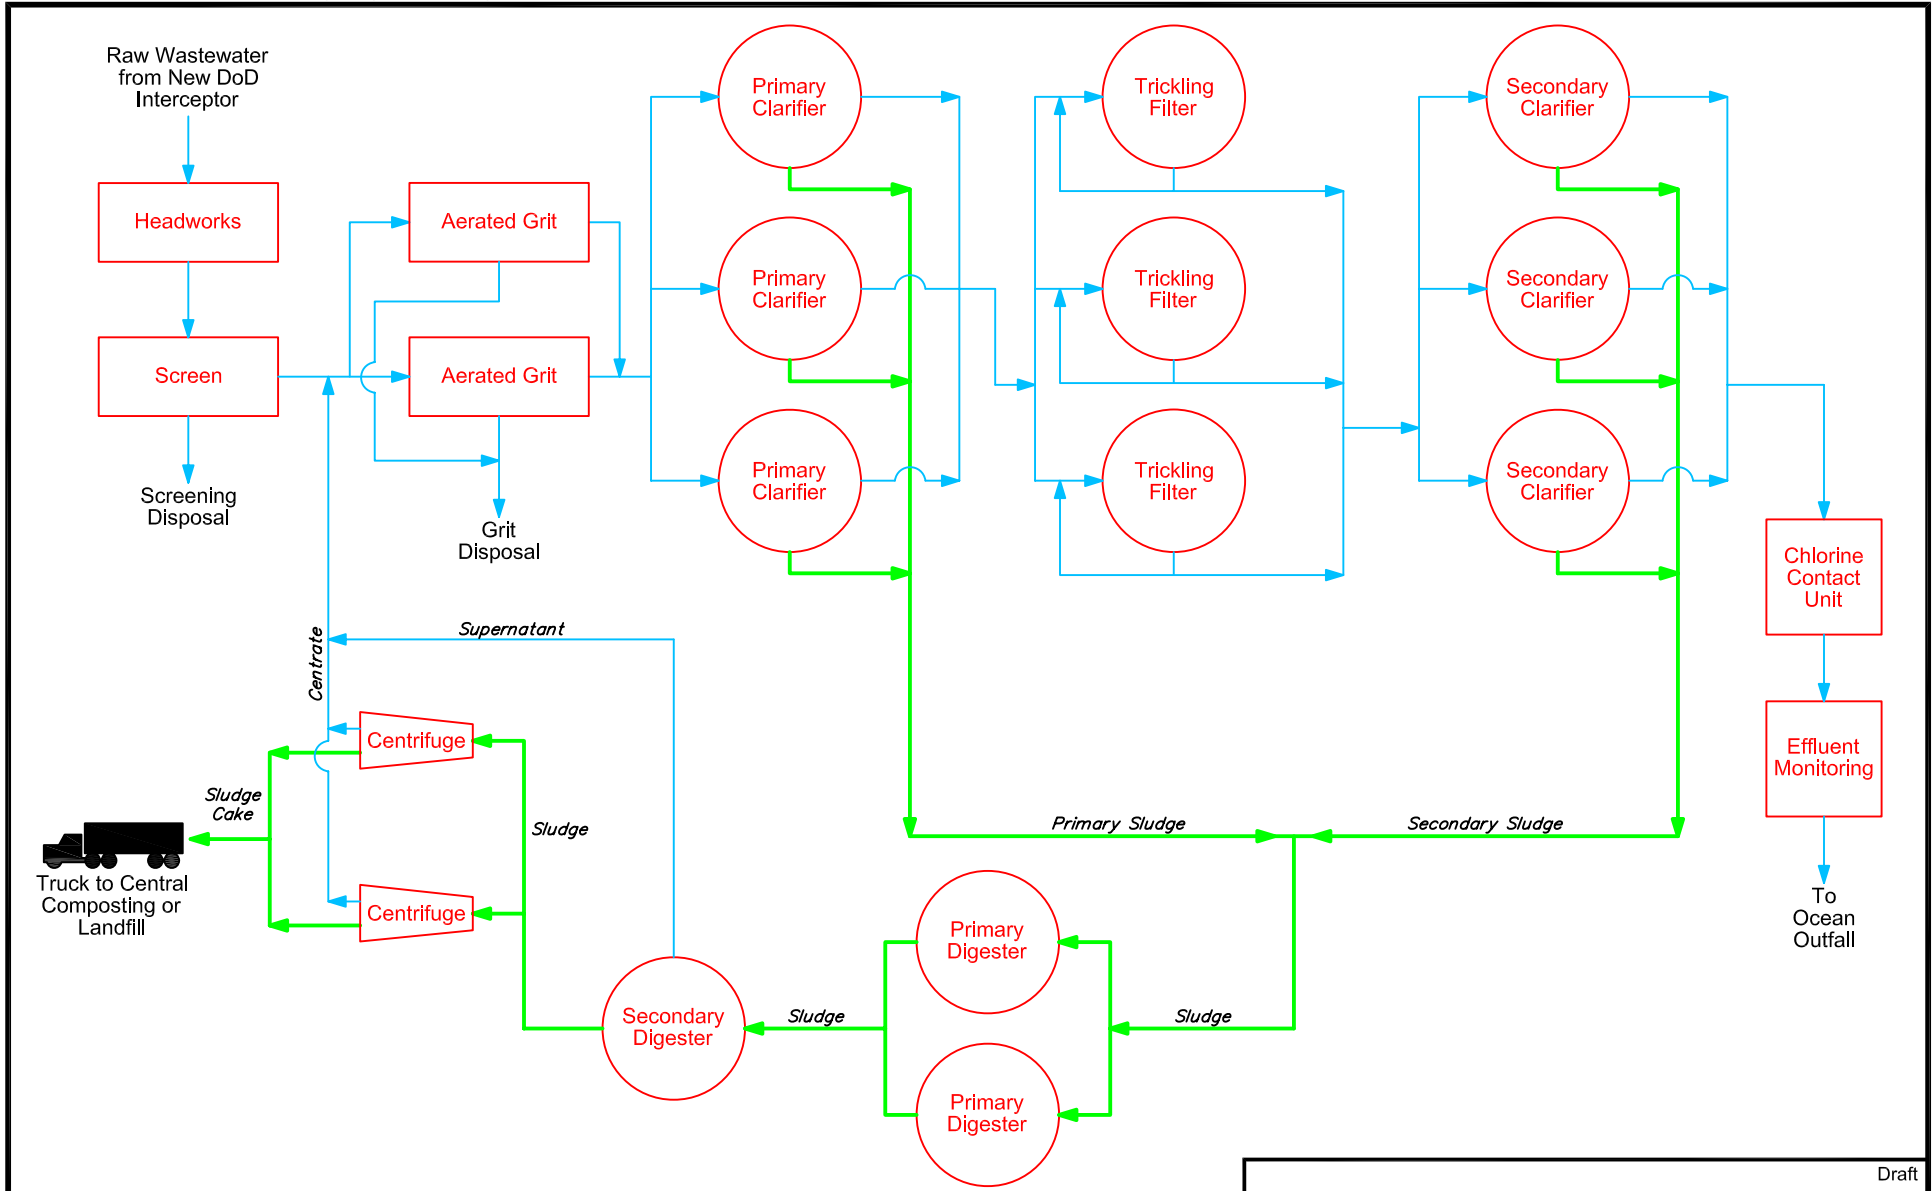 Raw Wastewater
from New DoD
Interceptor
Headworks
Screen
Screening
Disposal
Aerated Grit
Aerated Grit
Grit
Disposal
Primary
Clarifier
Primary
Clarifier
Primary
Clarifier
Trickling
Filter
Trickling
Filter
Trickling
Filter
Secondary
Clarifier
Secondary
Clarifier
Secondary
Clarifier
Chlorine
Contact
Unit
Effluent
Monitoring
To
Ocean
Outfall
Supernatant
Centrate
Centrifuge
Centrifuge
Sludge
Cake
Sludge
Truck to Central
Composting or
Landfill
Primary Sludge
Secondary Sludge
Primary
Digester
Primary
Digester
Sludge
Sludge
Secondary
Digester
Draft